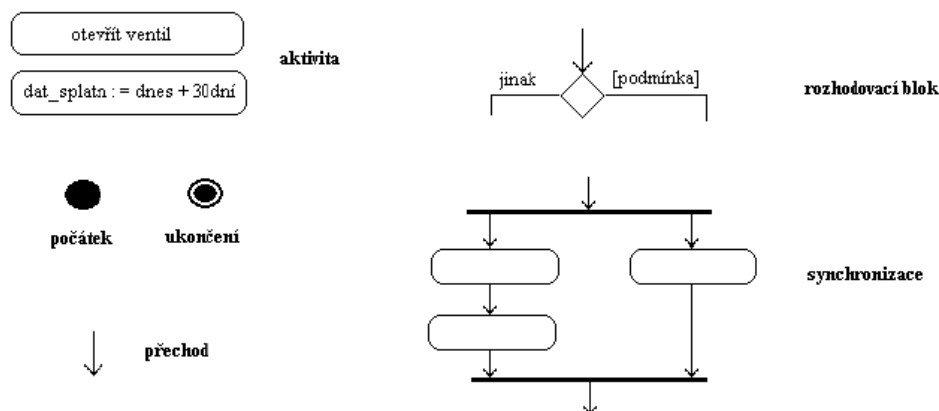 otevřít ventil
aktivita
dat_splatn : = dnes + 30dní
jinak
[podmínka]
rozhodovací blok
počátek
ukončení
synchronizace
přechod